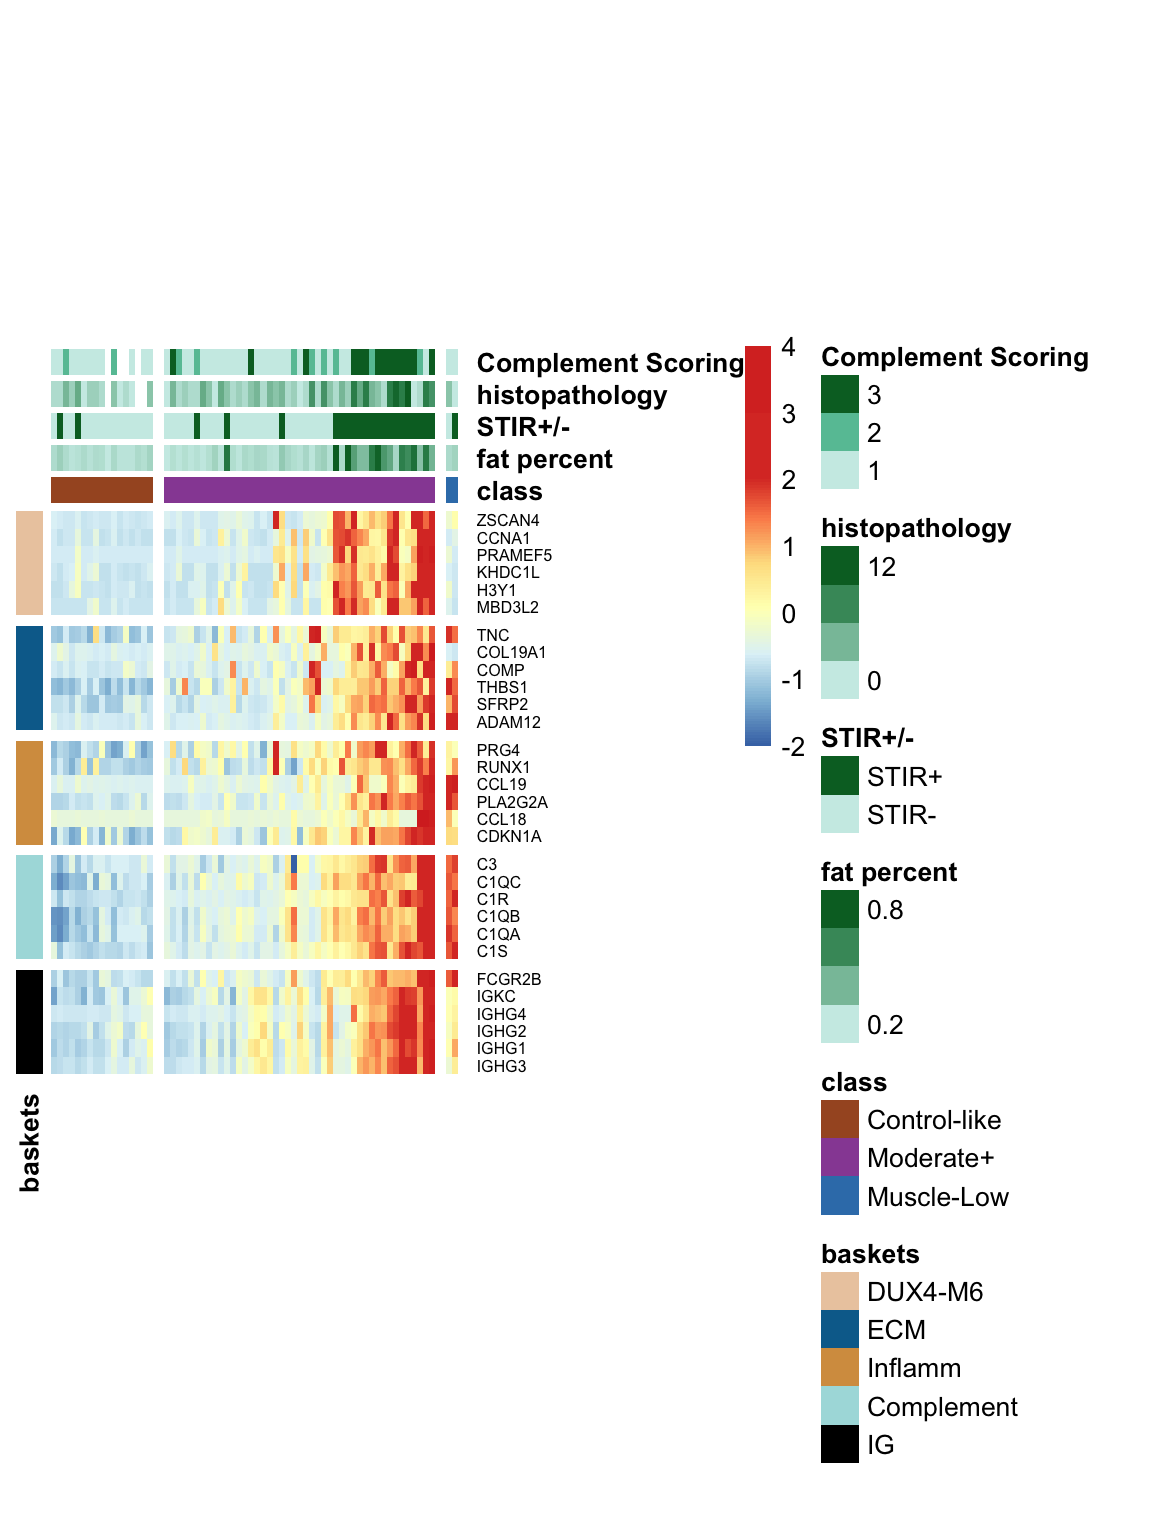 Complement Scoring
histopathology
STIR+/-
fat percent
class
ZSCAN4
CCNA1
PRAMEF5
KHDC1L
H3Y1
MBD3L2
TNC
COL19A1
COMP
THBS1
SFRP2
ADAM12
PRG4
RUNX1
CCL19
PLA2G2A
CCL18
CDKN1A
C3
C1QC
C1R
C1QB
C1QA
C1S
FCGR2B
IGKC
IGHG4
IGHG2
IGHG1
IGHG3
baskets
4
3
2
1
0
-1
-2
Complement Scoring
3
2
1
histopathology
12
0
STIR+/-
STIR+
STIR-
fat percent
0.8
0.2
class
Control-like
Moderate+
Muscle-Low
baskets
DUX4-M6
ECM
Inflamm
Complement
IG